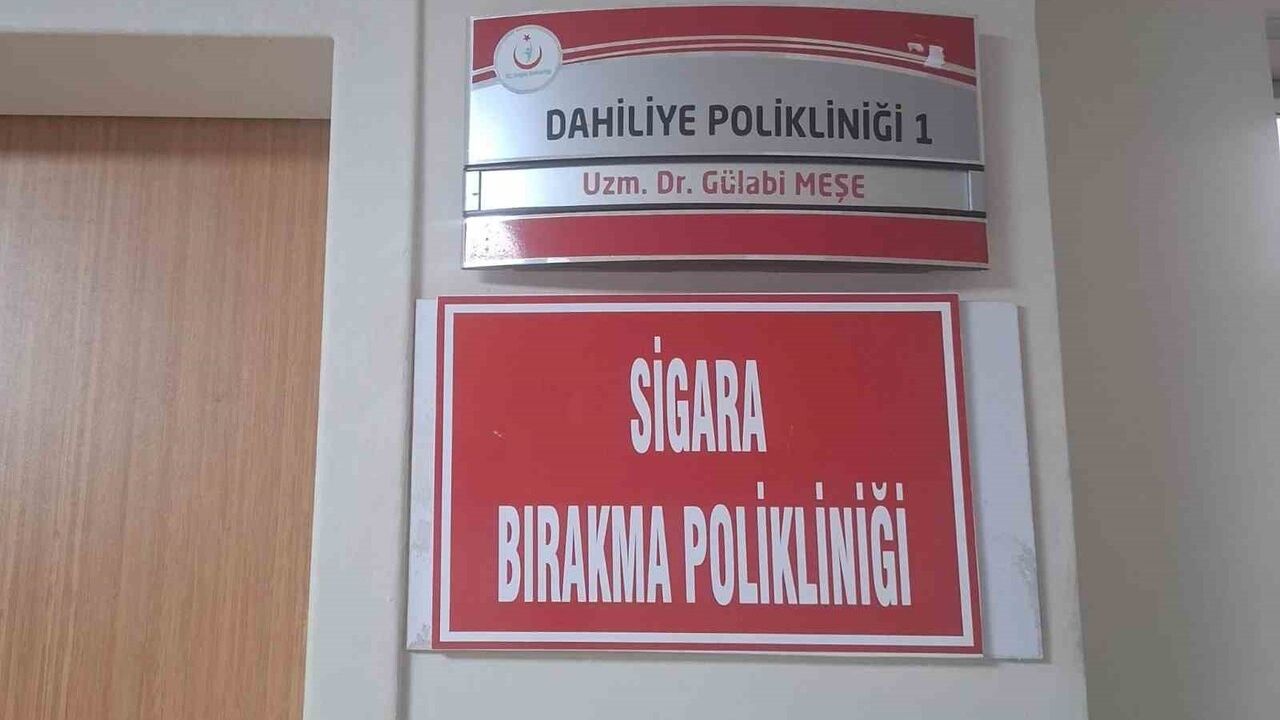 DAHİLİYE POLİKLİNİĞİ 1
Uzm. Dr. Gülabi MEŞE
SİGARA
BIRAKMA POLİKLİNİĞİ